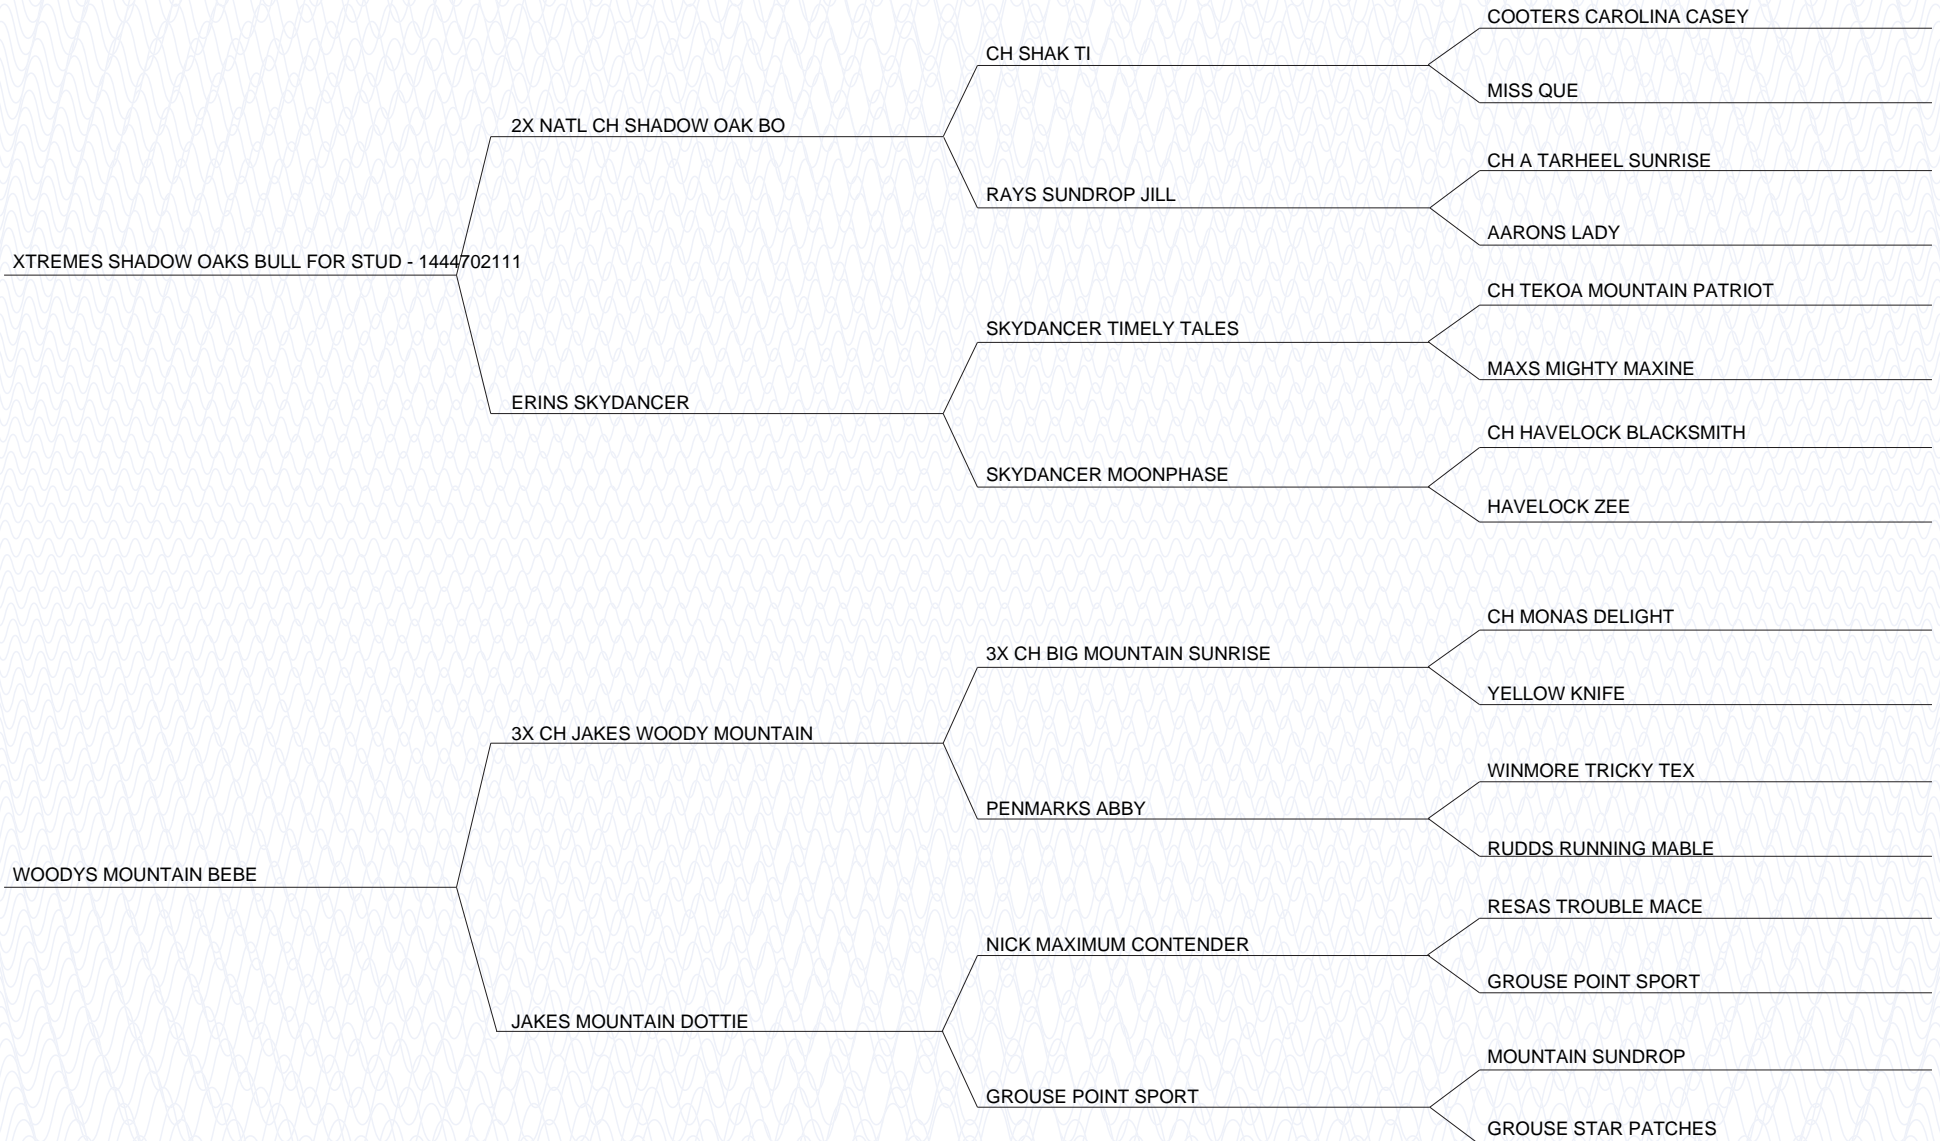 COOTERS CAROLINA CASEY
CH SHAK TI
MISS QUE
2X NATL CH SHADOW OAK BO
CH A TARHEEL SUNRISE
RAYS SUNDROP JILL
AARONS LADY
XTREMES SHADOW OAKS BULL FOR STUD - 1444702111
CH TEKOA MOUNTAIN PATRIOT
SKYDANCER TIMELY TALES
MAXS MIGHTY MAXINE
ERINS SKYDANCER
CH HAVELOCK BLACKSMITH
SKYDANCER MOONPHASE
HAVELOCK ZEE
CH MONAS DELIGHT
3X CH BIG MOUNTAIN SUNRISE
YELLOW KNIFE
3X CH JAKES WOODY MOUNTAIN
WINMORE TRICKY TEX
PENMARKS ABBY
RUDDS RUNNING MABLE
WOODYS MOUNTAIN BEBE
RESAS TROUBLE MACE
NICK MAXIMUM CONTENDER
GROUSE POINT SPORT
JAKES MOUNTAIN DOTTIE
MOUNTAIN SUNDROP
GROUSE POINT SPORT
GROUSE STAR PATCHES